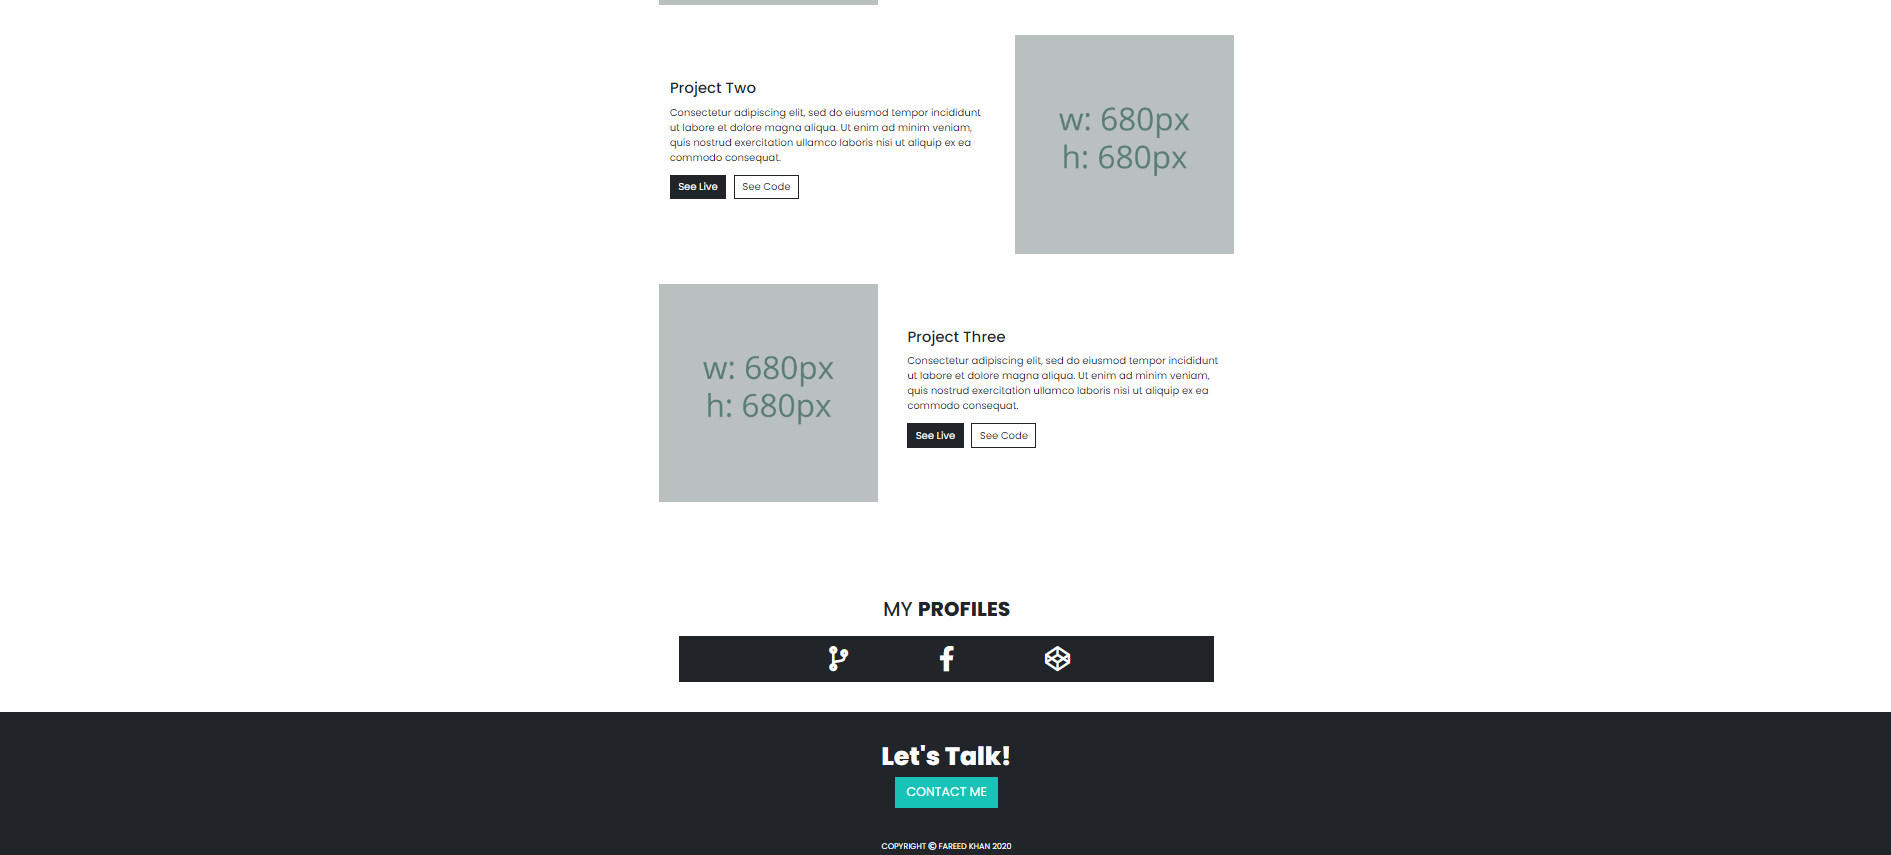 Project Two
Consectetur adipiscing elit, sed do eiusmod tempor incididunt
ut labore et dolore magna aliqua. Ut enim ad minim veniam,
quis nostrud exercitation ullamco laboris nisi ut aliquip ex ea
commodo consequat.
See Live See Code
w: 680px
h: 680px
w: 680px
h: 680px
Project Three
Consectetur adipiscing elit, sed do eiusmod tempor incididunt
ut labore et dolore magna aliqua. Ut enim ad minim veniam,
quis nostrud exercitation ullamco laboris nisi ut aliquip ex ea
commodo consequat.
See Live See Code
MY PROFILES
Let's Talk!
CONTACT ME
COPYRIGHT © FAREED KHAN 2020